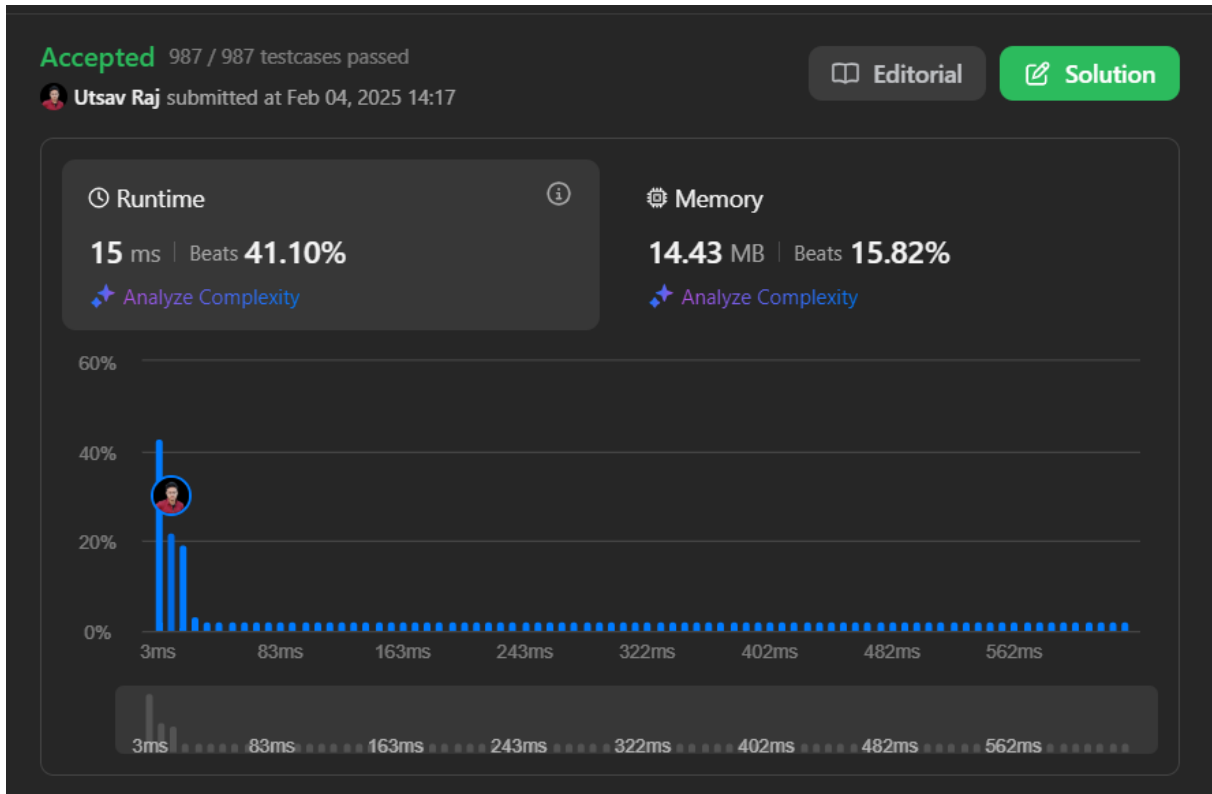 Accepted 987 / 987 testcases passed
Editorial
Solution
Utsav Raj submitted at Feb 04, 2025 14:17
Runtime
15 ms | Beats 41.10%
Analyze Complexity
Memory
14.43 MB | Beats 15.82%
Analyze Complexity
60%
40%
20%
0%
3ms 83ms 163ms 243ms 322ms 402ms 482ms 562ms
3ms 83ms 163ms 243ms 322ms 402ms 482ms 562ms